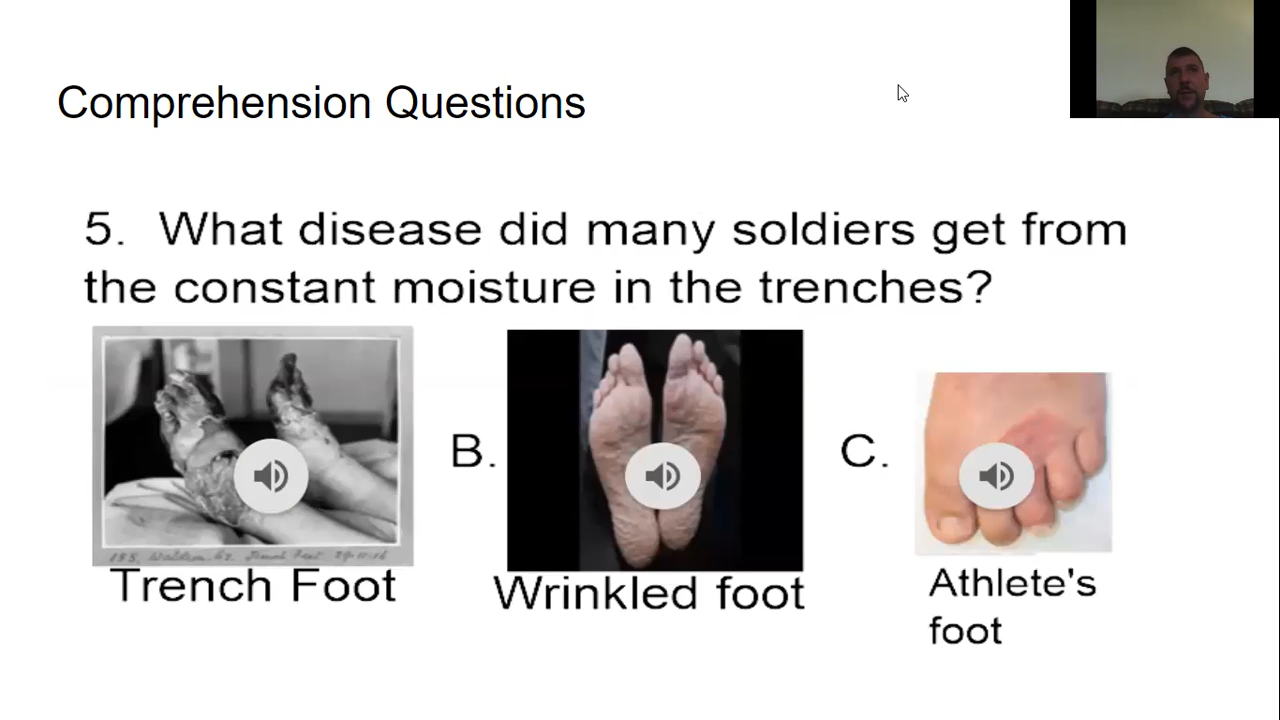 Comprehension Questions
5. What disease did many soldiers get from
the constant moisture in the trenches?
B.
C.
Trench Foot
Wrinkled foot
Athlete's
foot